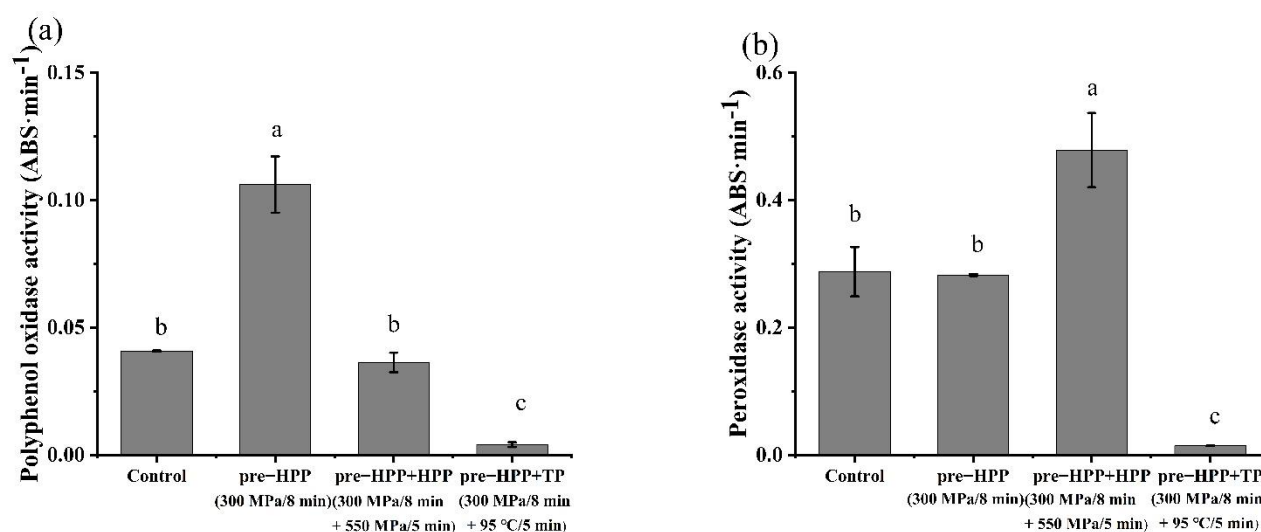 (a)
Polyphenol oxidase activity (ABS·min⁻¹)
0.15
0.10
0.05
0.00
b
a
b
c
Control
pre−HPP
(300 MPa/8 min)
pre−HPP+HPP
(300 MPa/8 min
+ 550 MPa/5 min)
pre−HPP+TP
(300 MPa/8 min
+ 95 °C/5 min)
(b)
Peroxidase activity (ABS·min⁻¹)
0.6
0.4
0.2
0.0
b
b
a
c
Control
pre−HPP
(300 MPa/8 min)
pre−HPP+HPP
(300 MPa/8 min
+ 550 MPa/5 min)
pre−HPP+TP
(300 MPa/8 min
+ 95 °C/5 min)